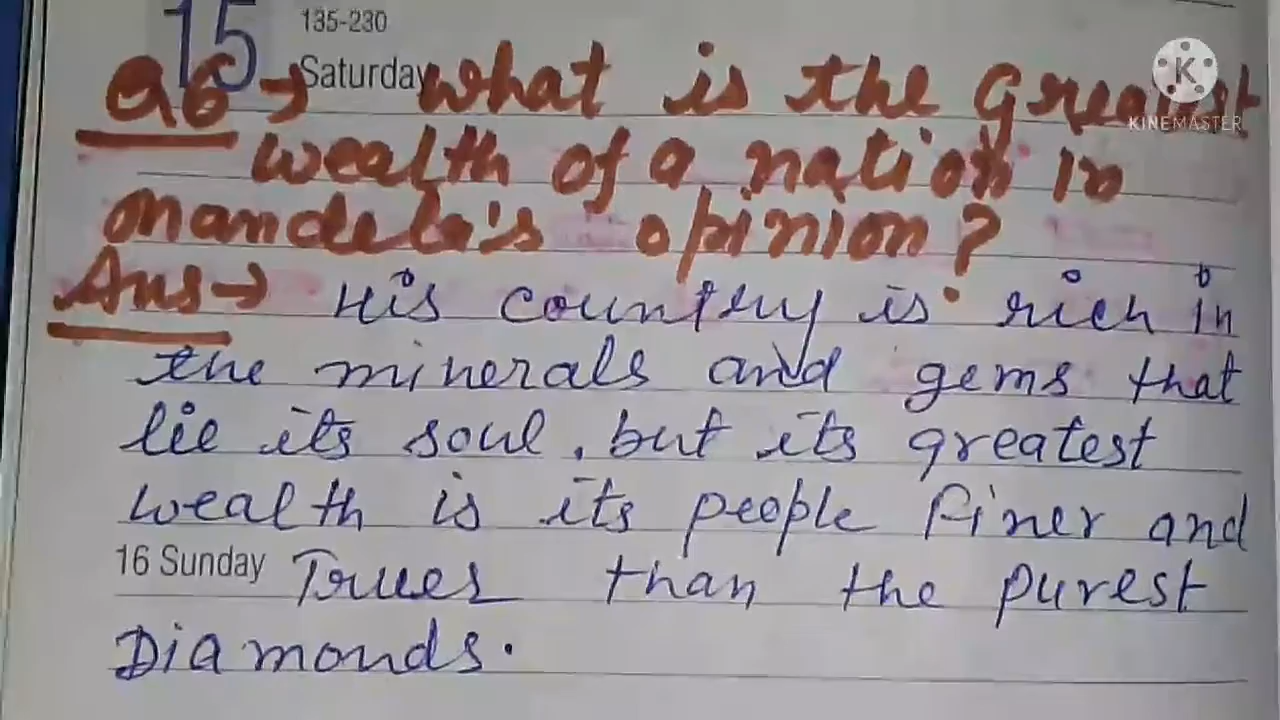 15
135-230
Saturday
Q6→ What is the Greatest
wealth of a nation in
mandela's opinion?
Ans→ His country is rich in
the minerals and gems that
lie its soul, but its greatest
wealth is its people finer and
16 Sunday
Truer than the purest
Diamonds.
K
KINEMASTER